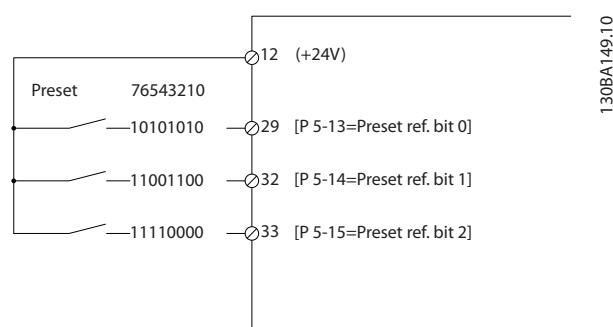 12 (+24V)
Preset 76543210
10101010 29 [P 5-13=Preset ref. bit 0]
11001100 32 [P 5-14=Preset ref. bit 1]
11110000 33 [P 5-15=Preset ref. bit 2]
130BA149.10